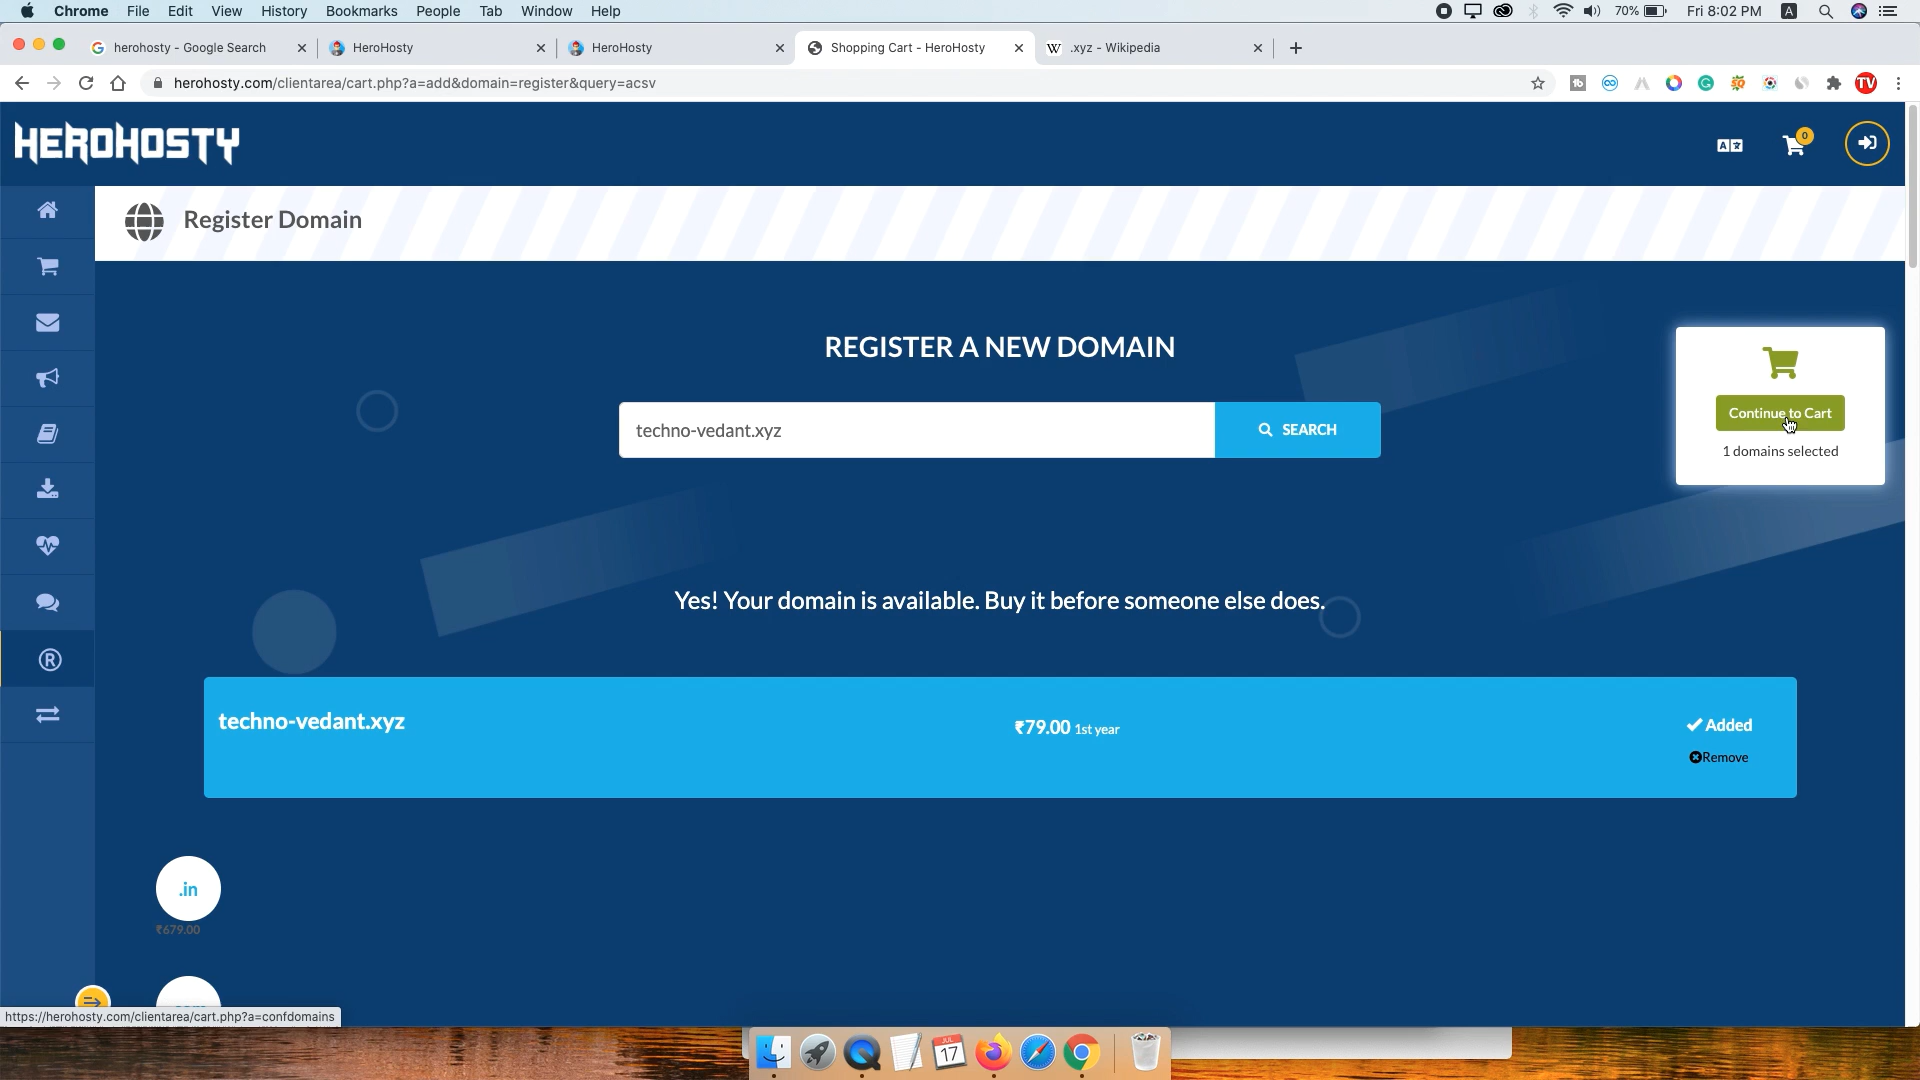 Chrome File Edit View History Bookmarks People Tab Window Help 70% Fri 8:02 PM A
herohosty - Google Search HeroHosty HeroHosty Shopping Cart - HeroHosty W .xyz - Wikipedia
herohosty.com/clientarea/cart.php?a=add&domain=register&query=acsv TV
HEROHOSTY 0
Register Domain
REGISTER A NEW DOMAIN
techno-vedant.xyz SEARCH
Continue to Cart
1 domains selected
Yes! Your domain is available. Buy it before someone else does.
techno-vedant.xyz ₹79.00 1st year Added
Remove
.in
₹679.00
https://herohosty.com/clientarea/cart.php?a=confdomains
JUL
17